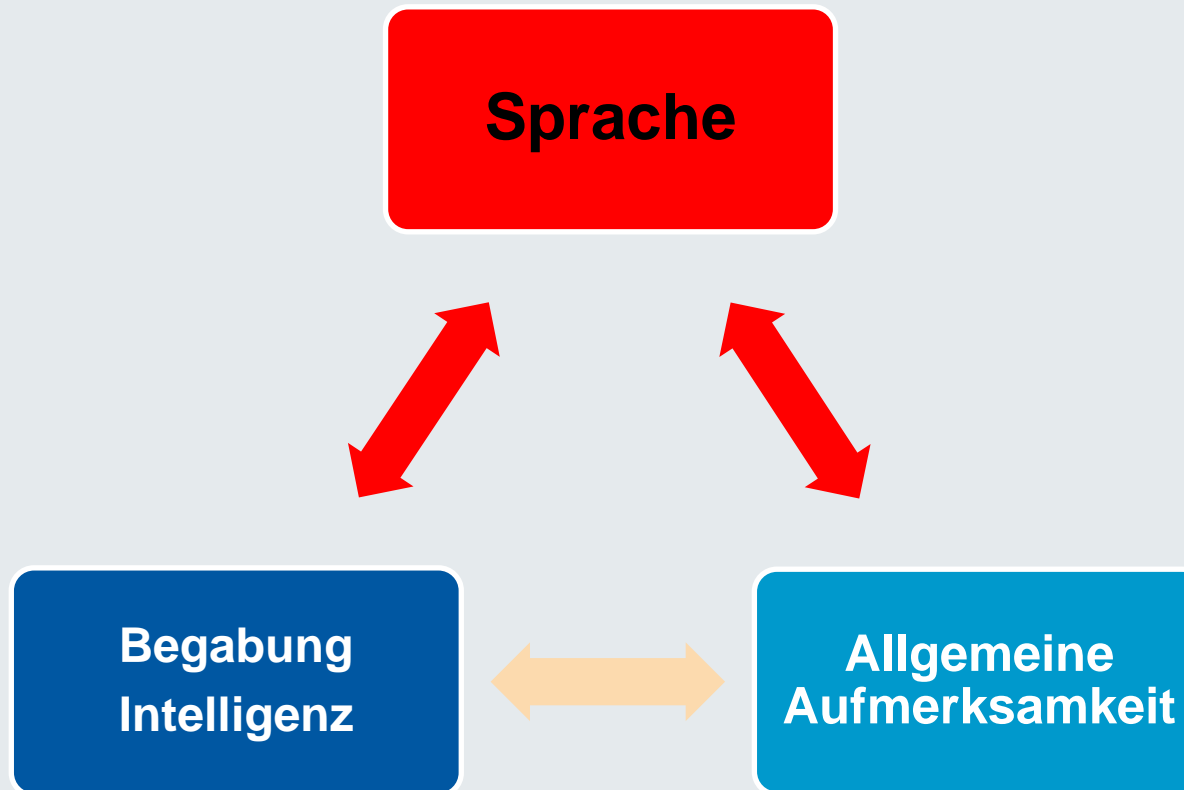 Sprache
Begabung
Intelligenz
Allgemeine
Aufmerksamkeit